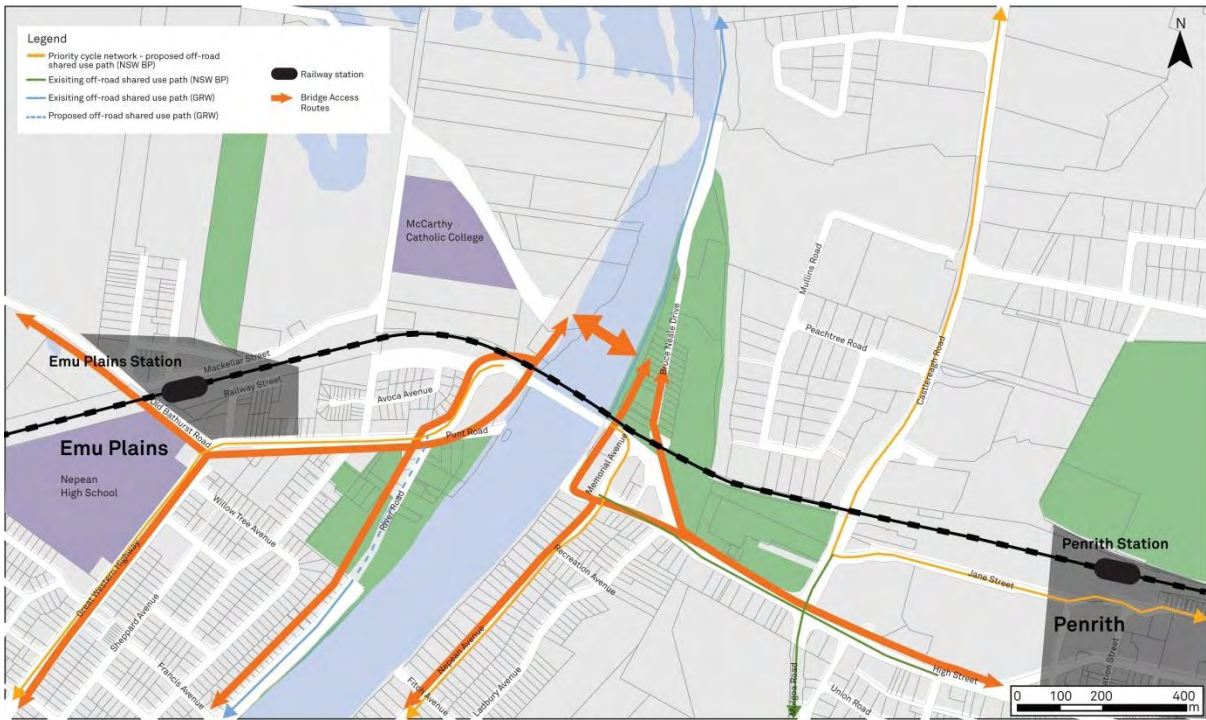 Legend
Priority cycle network - proposed off-road
shared use path (NSW BP)
Exisiting off-road shared use path (NSW BP)
Exisiting off-road shared use path (GRW)
Proposed off-road shared use path (GRW)
Railway station
Bridge Access
Routes
N
McCarthy
Catholic College
Mullins Road
Peachtree Road
Bruce Neale Drive
Castlereagh Road
Emu Plains Station
Mackellar Street
Railway Street
Old Bathurst Road
Avoca Avenue
Punt Road
Emu Plains
Nepean
High School
Memorial Avenue
Willow Tree Avenue
River Road
Great Western Highway
Sheppard Avenue
Francis Avenue
Recreation Avenue
Nepean Avenue
Fitch Avenue
Ladbury Avenue
Penrith Station
Jane Street
Penrith
High Street
Union Road
Road
Street
0 100 200 400
m